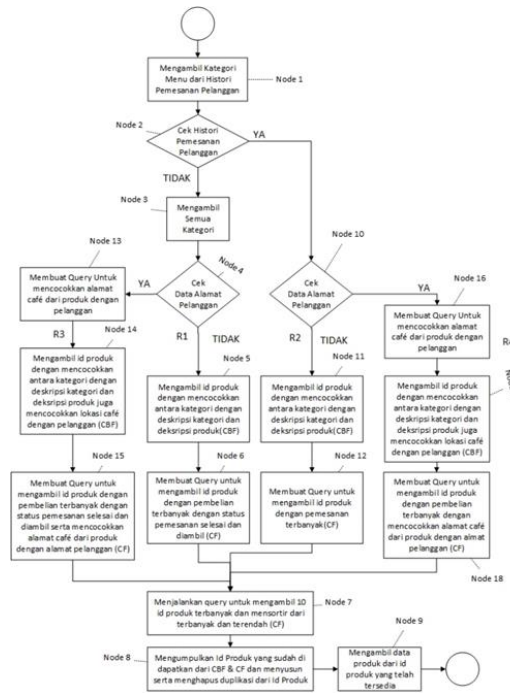 Mengambil Kategori
Menu dari Histori
Pemesanan Pelanggan
Node 1
Node 2
Cek Histori
Pemesanan
Pelanggan
YA
TIDAK
Node 3
Mengambil
Semua
Kategori
Node 10
Node 13
Node 4
Membuat Query Untuk
mencocokkan alamat
café dari produk dengan
pelanggan
YA
Cek
Data Alamat
Pelanggan
Cek
Data Alamat
Pelanggan
YA
Node 16
Membuat Query Untuk
mencocokkan alamat
café dari produk dengan
pelanggan
R3
Node 14
R1
TIDAK
Node 5
R2
TIDAK
Node 11
Mengambil id produk
dengan mencocokkan
antara kategori dengan
deskripsi kategori dan
deksripsi produk juga
mencocokkan lokasi café
dengan pelanggan (CBF)
Mengambil id produk
dengan mencocokkan
antara kategori dengan
deskripsi kategori dan
deksripsi produk(CBF)
Mengambil id produk
dengan mencocokkan
antara kategori dengan
deskripsi kategori dan
deksripsi produk(CBF)
Mengambil id produk
dengan mencocokkan
antara kategori dengan
deskripsi kategori dan
deksripsi produk juga
mencocokkan lokasi café
dengan pelanggan (CBF)
Node 15
Node 6
Node 12
Membuat Query untuk
mengambil id produk dengan
pembelian terbanyak dengan
status pemesanan selesai dan
diambil serta mencocokkan
alamat café dari produk
dengan alamat pelanggan (CF)
Membuat Query untuk
mengambil id produk
dengan pembelian
terbanyak dengan status
pemesanan selesai dan
diambil (CF)
Membuat Query untuk
mengambil id produk
dengan pemesanan
terbanyak(CF)
Membuat Query untuk
mengambil id produk
dengan pembelian
terbanyak dengan
mencocokkan alamat café
dari produk dengan almat
pelanggan (CF)
Node 18
Menjalankan query untuk mengambil 10
id produk terbanyak dan mensortir dari
terbanyak dan terendah (CF)
Node 7
Node 9
Node 8
Mengumpulkan Id Produk yang sudah di
dapatkan dari CBF & CF dan menyusun
serta menghapus duplikasi dari Id Produk
Mengambil data
produk dari id
produk yang telah
tersedia